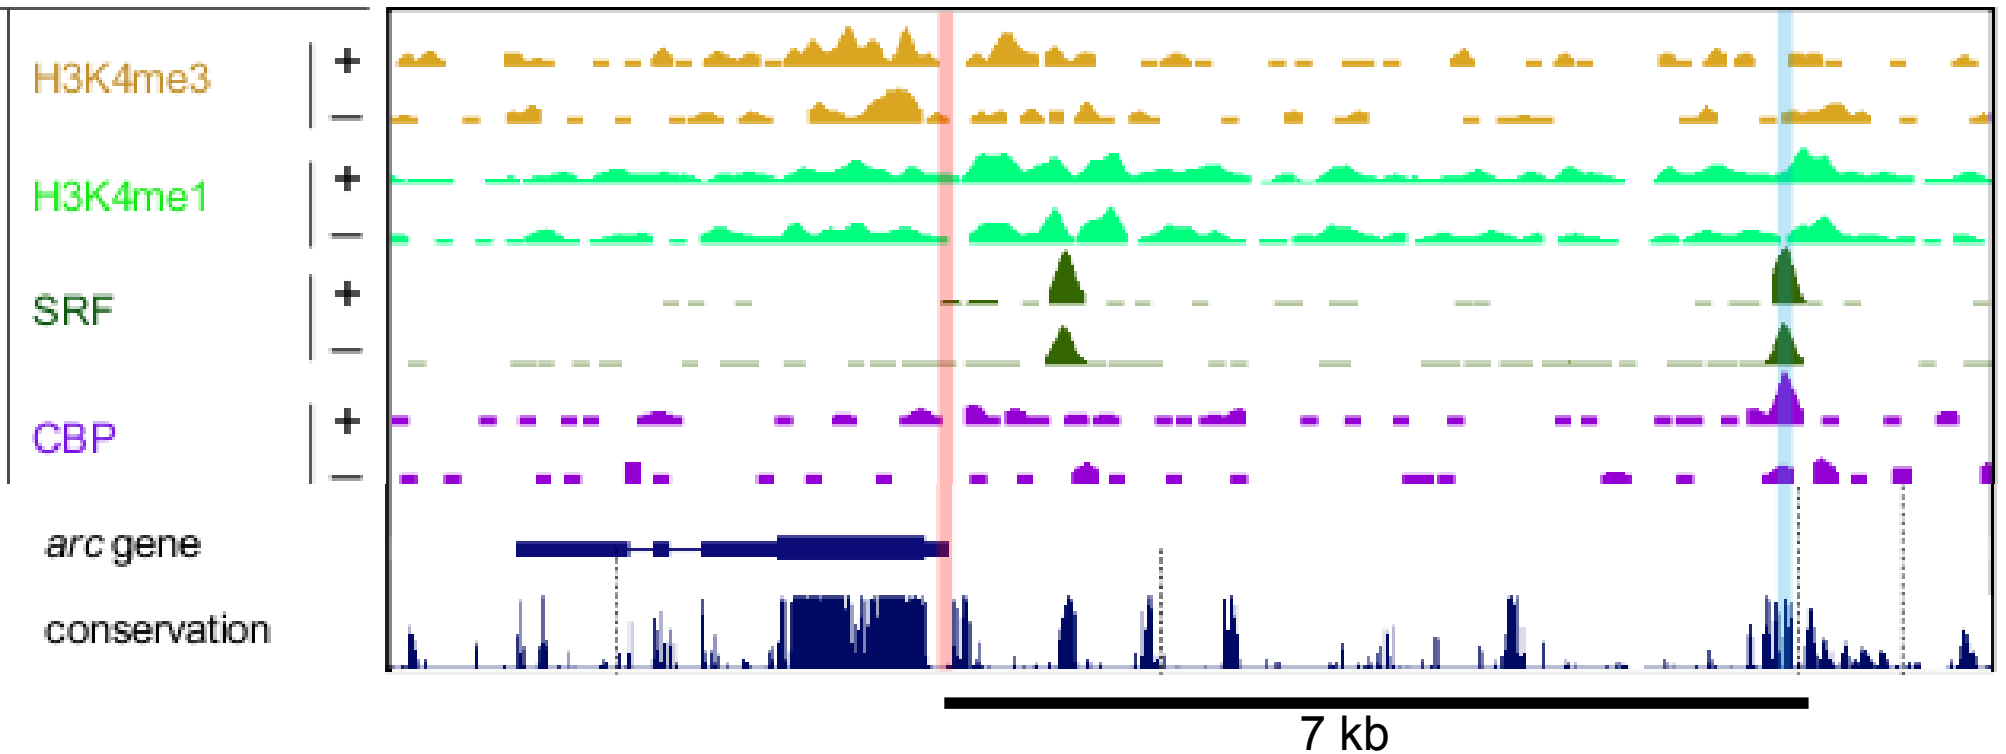 H3K4me3 + −
H3K4me1 + −
SRF + −
CBP + −
arc gene
conservation
7 kb